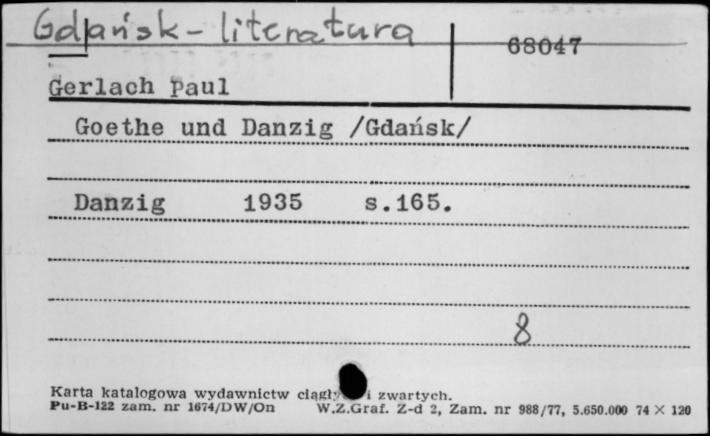 Gdańsk - literatura
68047
Gerlach Paul
Goethe und Danzig /Gdańsk/
Danzig 1935 s.165.
8
Karta katalogowa wydawnictw i zwartych.
Pu-B-122 zam. nr 1674/DW/On W.Z.Graf. Z-d 2, Zam. nr 988/77, 5.650.000 74 × 120